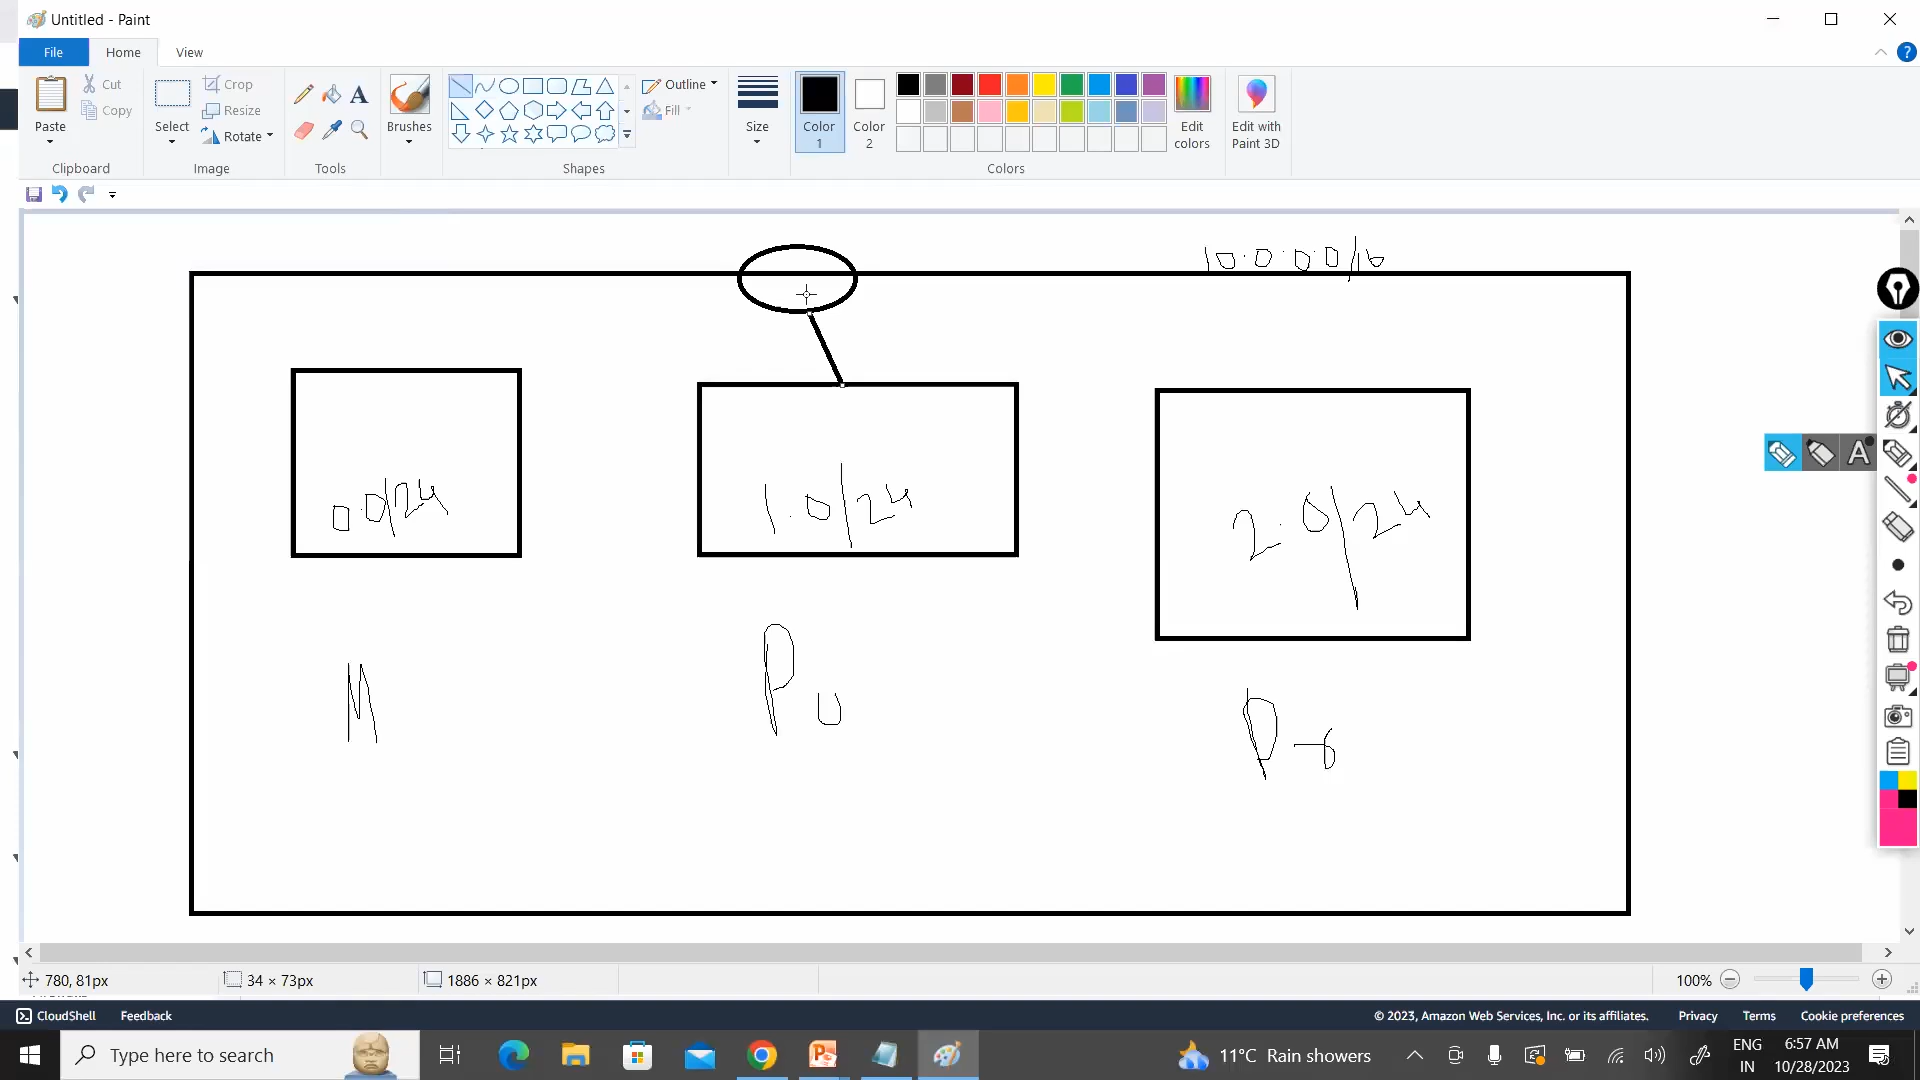 Untitled - Paint
File Home View
Paste
Cut
Copy
Clipboard
Select
Crop
Resize
Rotate
Image
Tools
Brushes
Shapes
Outline
Fill
Size
Color 1
Color 2
Edit colors
Colors
Edit with Paint 3D
10.0.0.0/16
0.0/24
1.0/24
2.0/24
M
PU
P-r
780, 81px
34 × 73px
1886 × 821px
100%
CloudShell Feedback
© 2023, Amazon Web Services, Inc. or its affiliates. Privacy Terms Cookie preferences
Type here to search
11°C Rain showers
ENG
IN
6:57 AM
10/28/2023